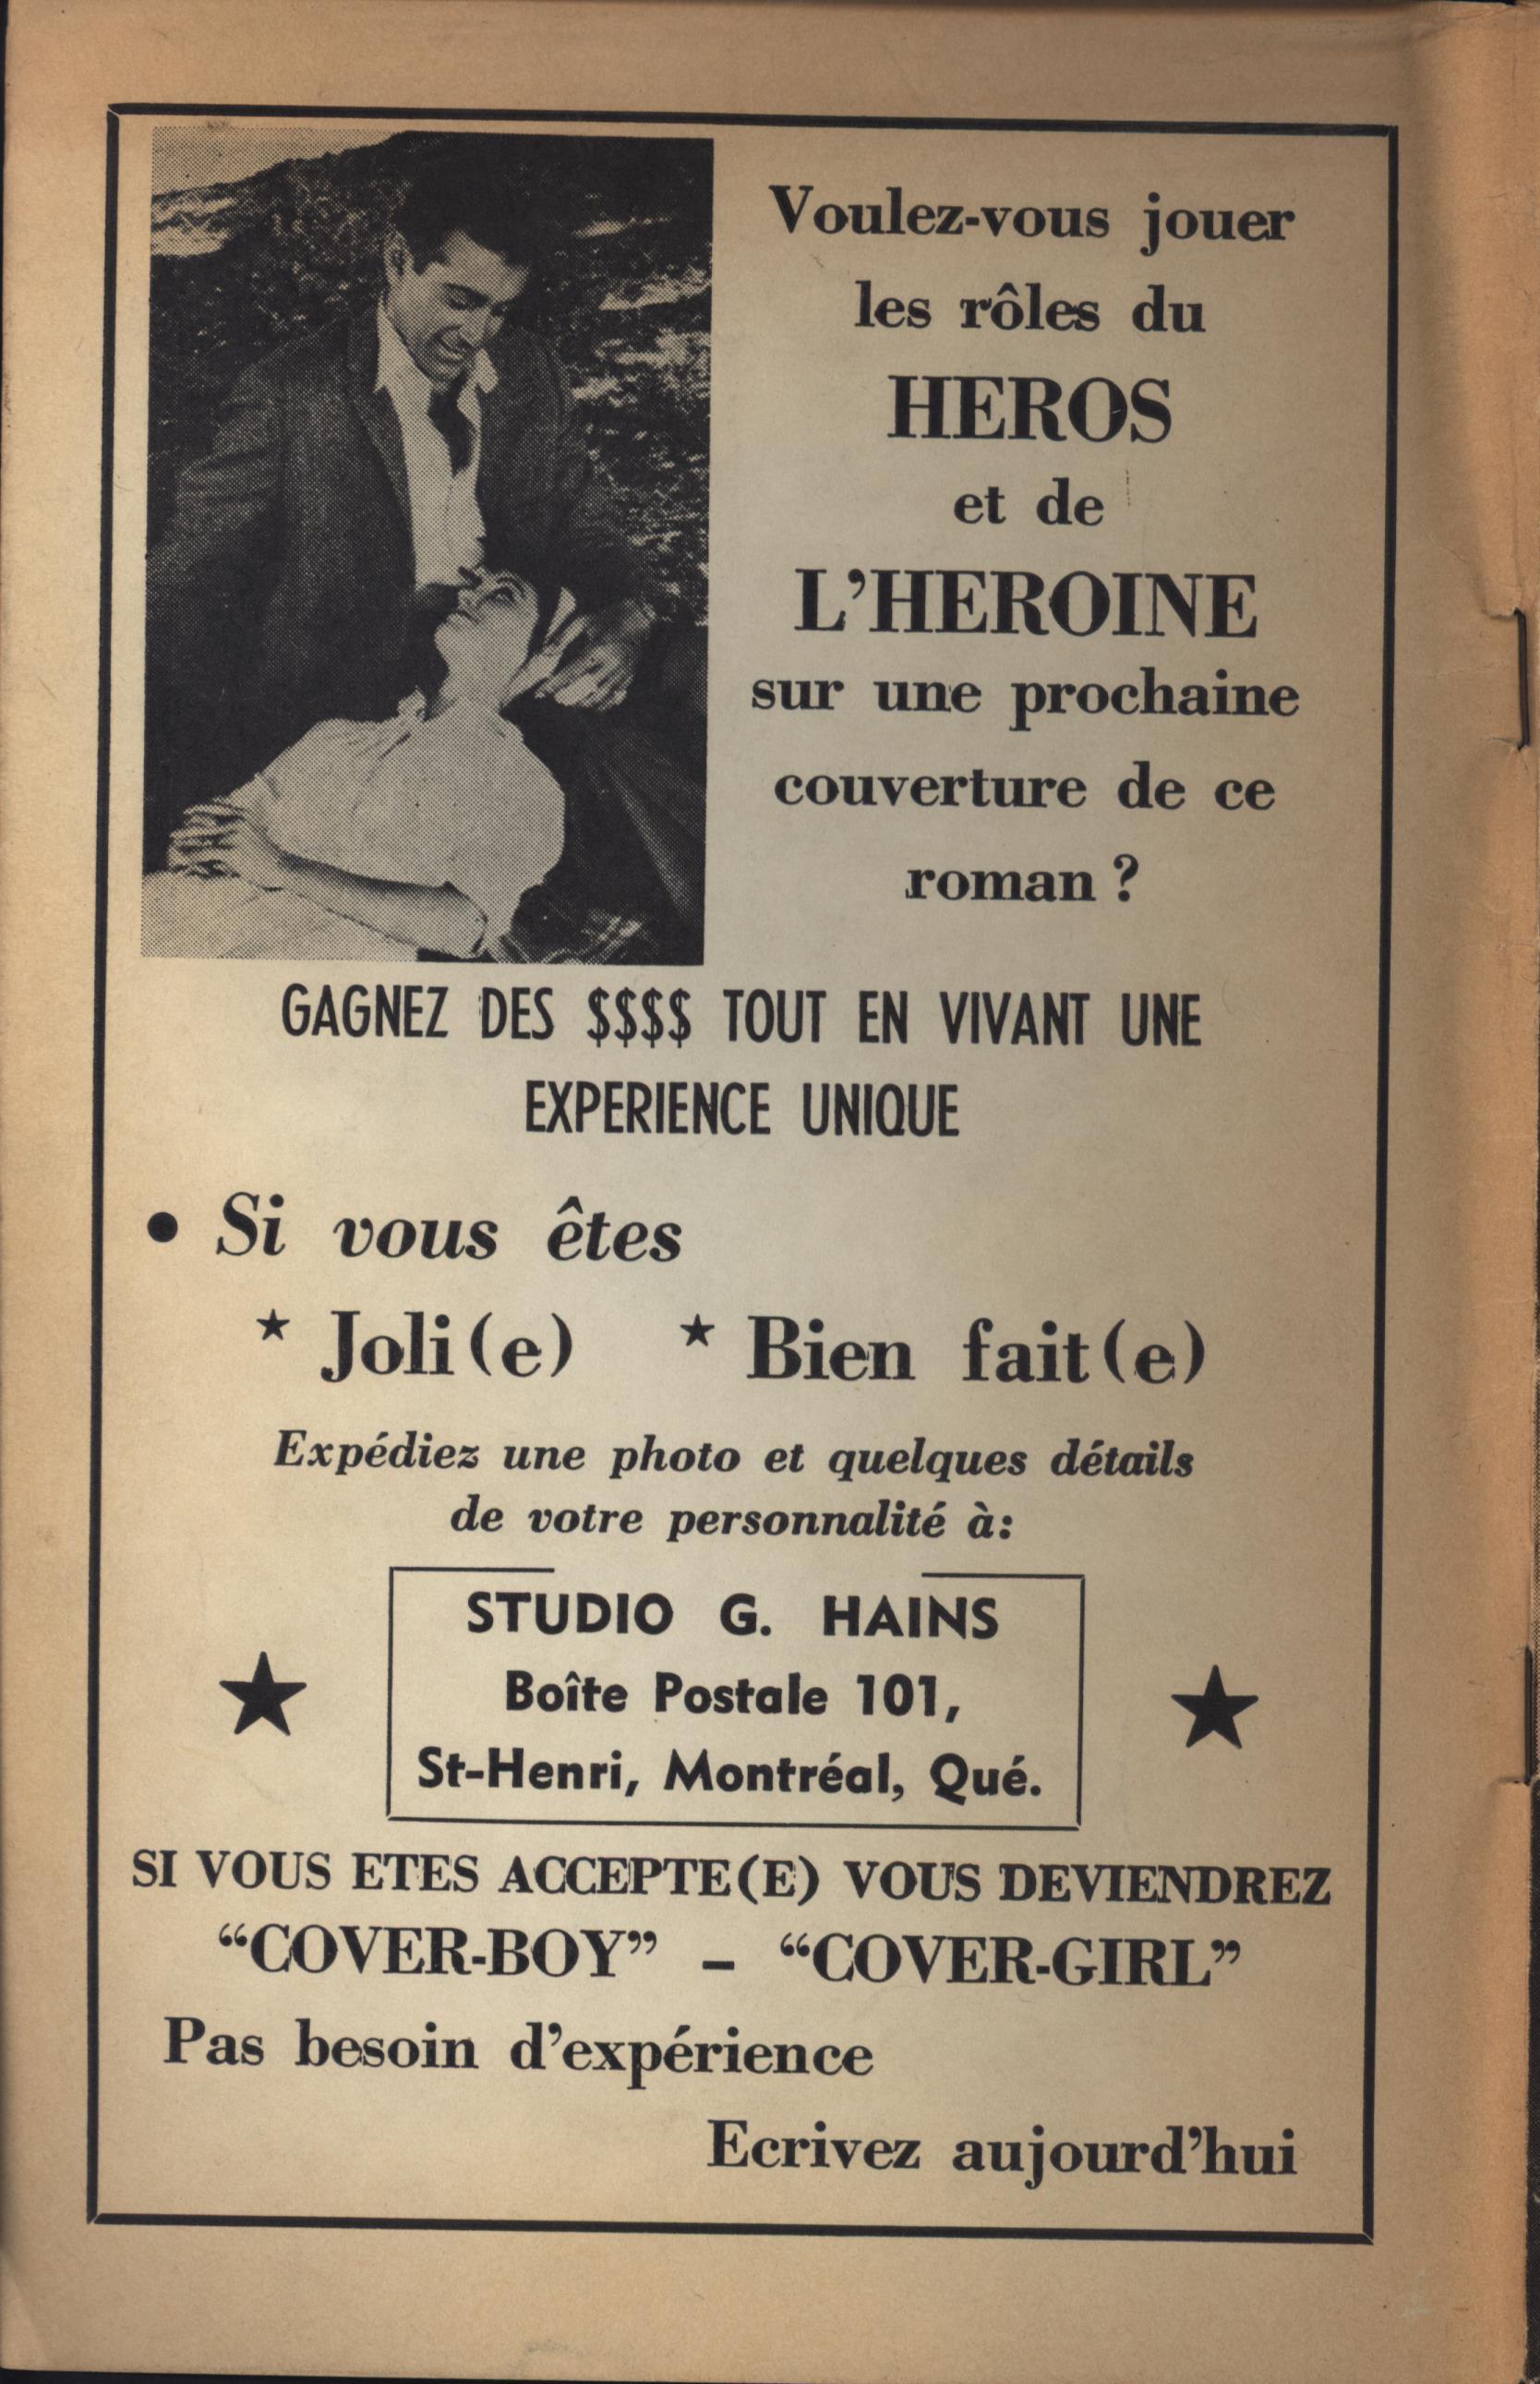 Voulez-vous jouer
les rôles du
HEROS
et de
L'HEROINE
sur une prochaine
couverture de ce
roman ?
GAGNEZ DES $$$$ TOUT EN VIVANT UNE
EXPERIENCE UNIQUE
• Si vous êtes
★ Joli(e) ★ Bien fait(e)
Expédiez une photo et quelques détails
de votre personnalité à:
STUDIO G. HAINS
Boîte Postale 101,
St-Henri, Montréal, Qué.
SI VOUS ETES ACCEPTE(E) VOUS DEVIENDREZ
“COVER-BOY” – “COVER-GIRL”
Pas besoin d'expérience
Ecrivez aujourd'hui